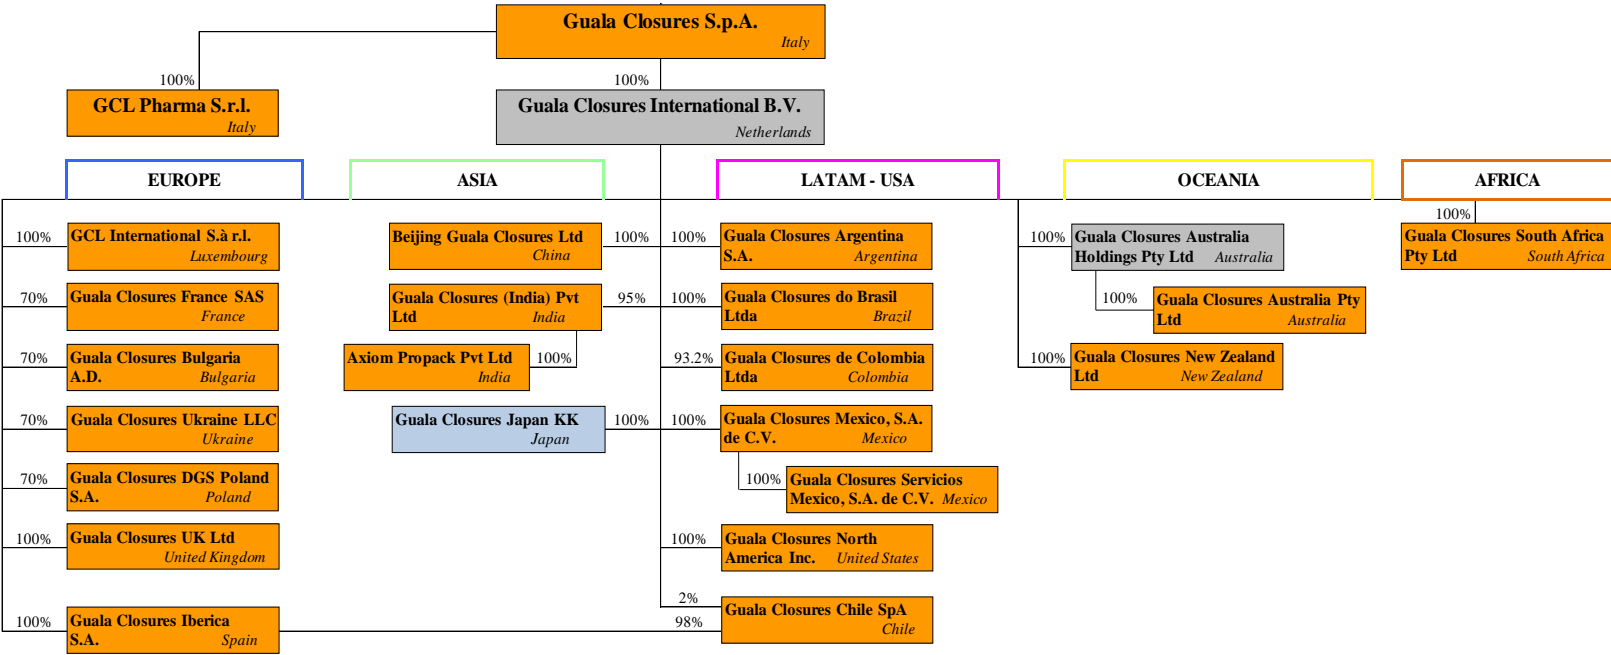 Guala Closures S.p.A.
Italy
100%
100%
GCL Pharma S.r.l.
Italy
Guala Closures International B.V.
Netherlands
EUROPE
ASIA
LATAM - USA
OCEANIA
AFRICA
100%
GCL International S.à r.l.
Luxembourg
70%
Guala Closures France SAS
France
70%
Guala Closures Bulgaria
A.D. Bulgaria
70%
Guala Closures Ukraine LLC
Ukraine
70%
Guala Closures DGS Poland
S.A. Poland
100%
Guala Closures UK Ltd
United Kingdom
100%
Guala Closures Iberica
S.A. Spain
Beijing Guala Closures Ltd
China
100%
Guala Closures (India) Pvt
Ltd India
95%
Axiom Propack Pvt Ltd
India
100%
Guala Closures Japan KK
Japan
100%
100%
Guala Closures Argentina
S.A. Argentina
100%
Guala Closures do Brasil
Ltda Brazil
93.2%
Guala Closures de Colombia
Ltda Colombia
100%
Guala Closures Mexico, S.A.
de C.V. Mexico
100%
Guala Closures Servicios
Mexico, S.A. de C.V. Mexico
100%
Guala Closures North
America Inc. United States
2%
98%
Guala Closures Chile SpA
Chile
100%
Guala Closures Australia
Holdings Pty Ltd Australia
100%
Guala Closures Australia Pty
Ltd Australia
100%
Guala Closures New Zealand
Ltd New Zealand
100%
Guala Closures South Africa
Pty Ltd South Africa